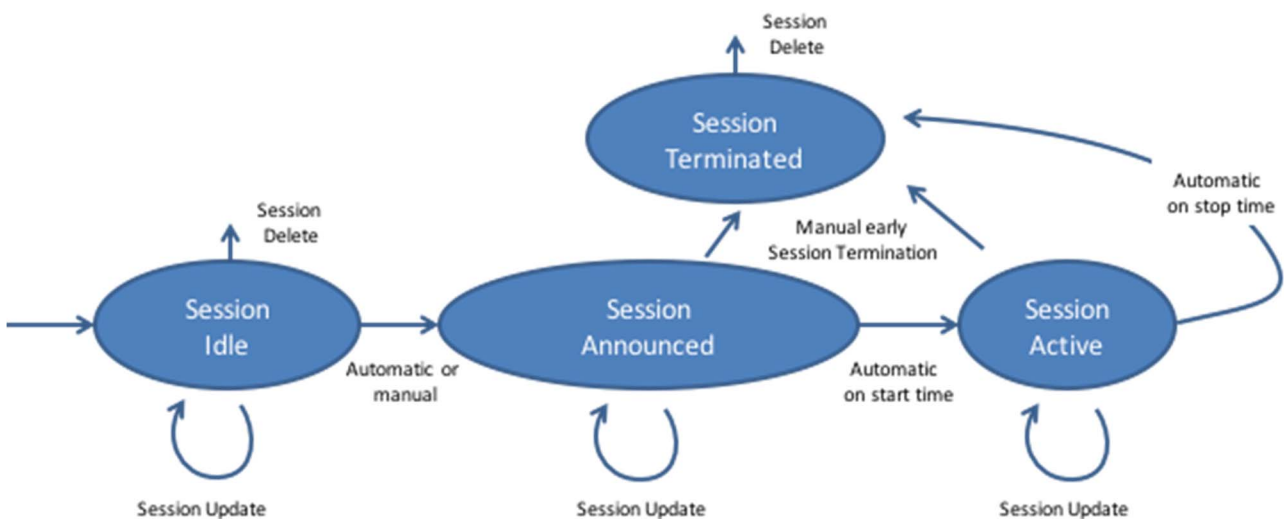 Session
Delete
Session
Terminated
Automatic
on stop time
Session
Delete
Manual early
Session Termination
Session
Idle
Session
Announced
Session
Active
Automatic or
manual
Automatic
on start time
Session Update
Session Update
Session Update